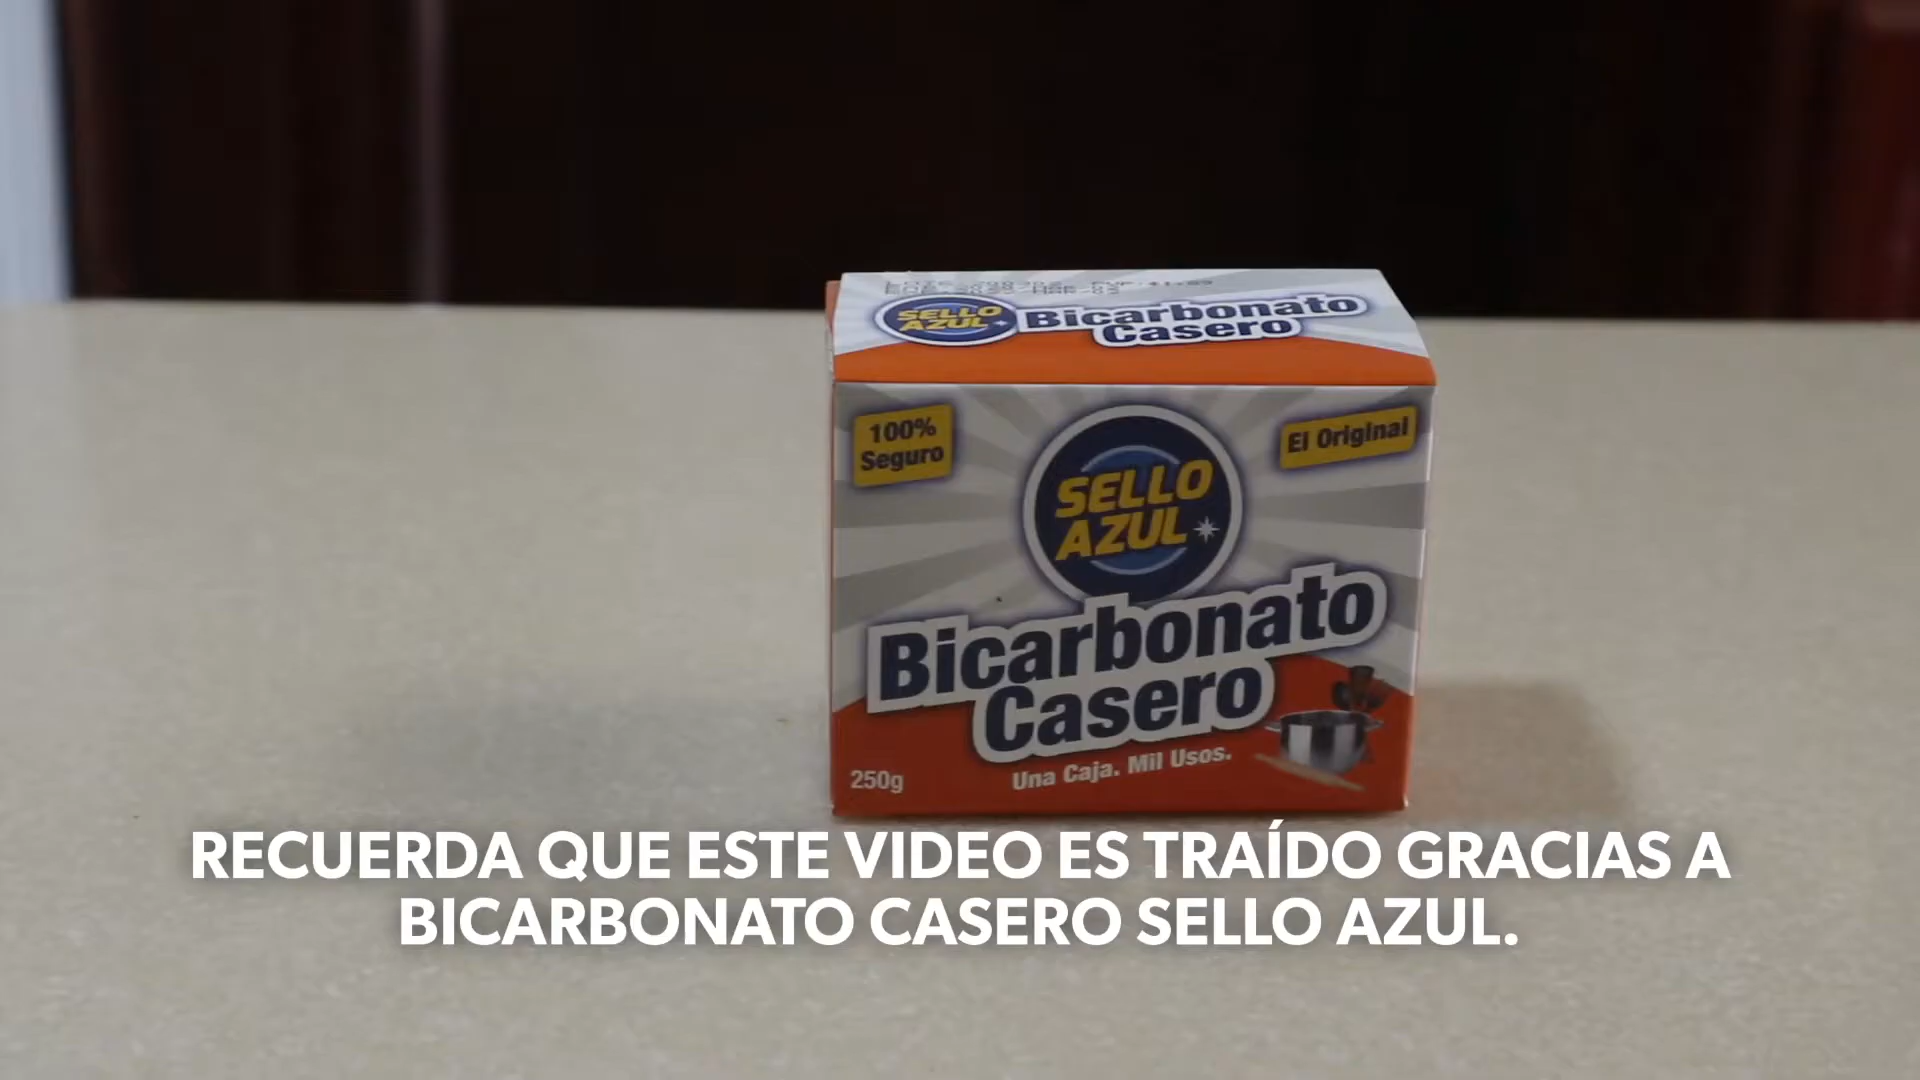 SELLO
AZUL
Bicarbonato
Casero
100%
Seguro
El Original
SELLO
AZUL
Bicarbonato
Casero
Una Caja. Mil Usos.
250g
RECUERDA QUE ESTE VIDEO ES TRAÍDO GRACIAS A
BICARBONATO CASERO SELLO AZUL.